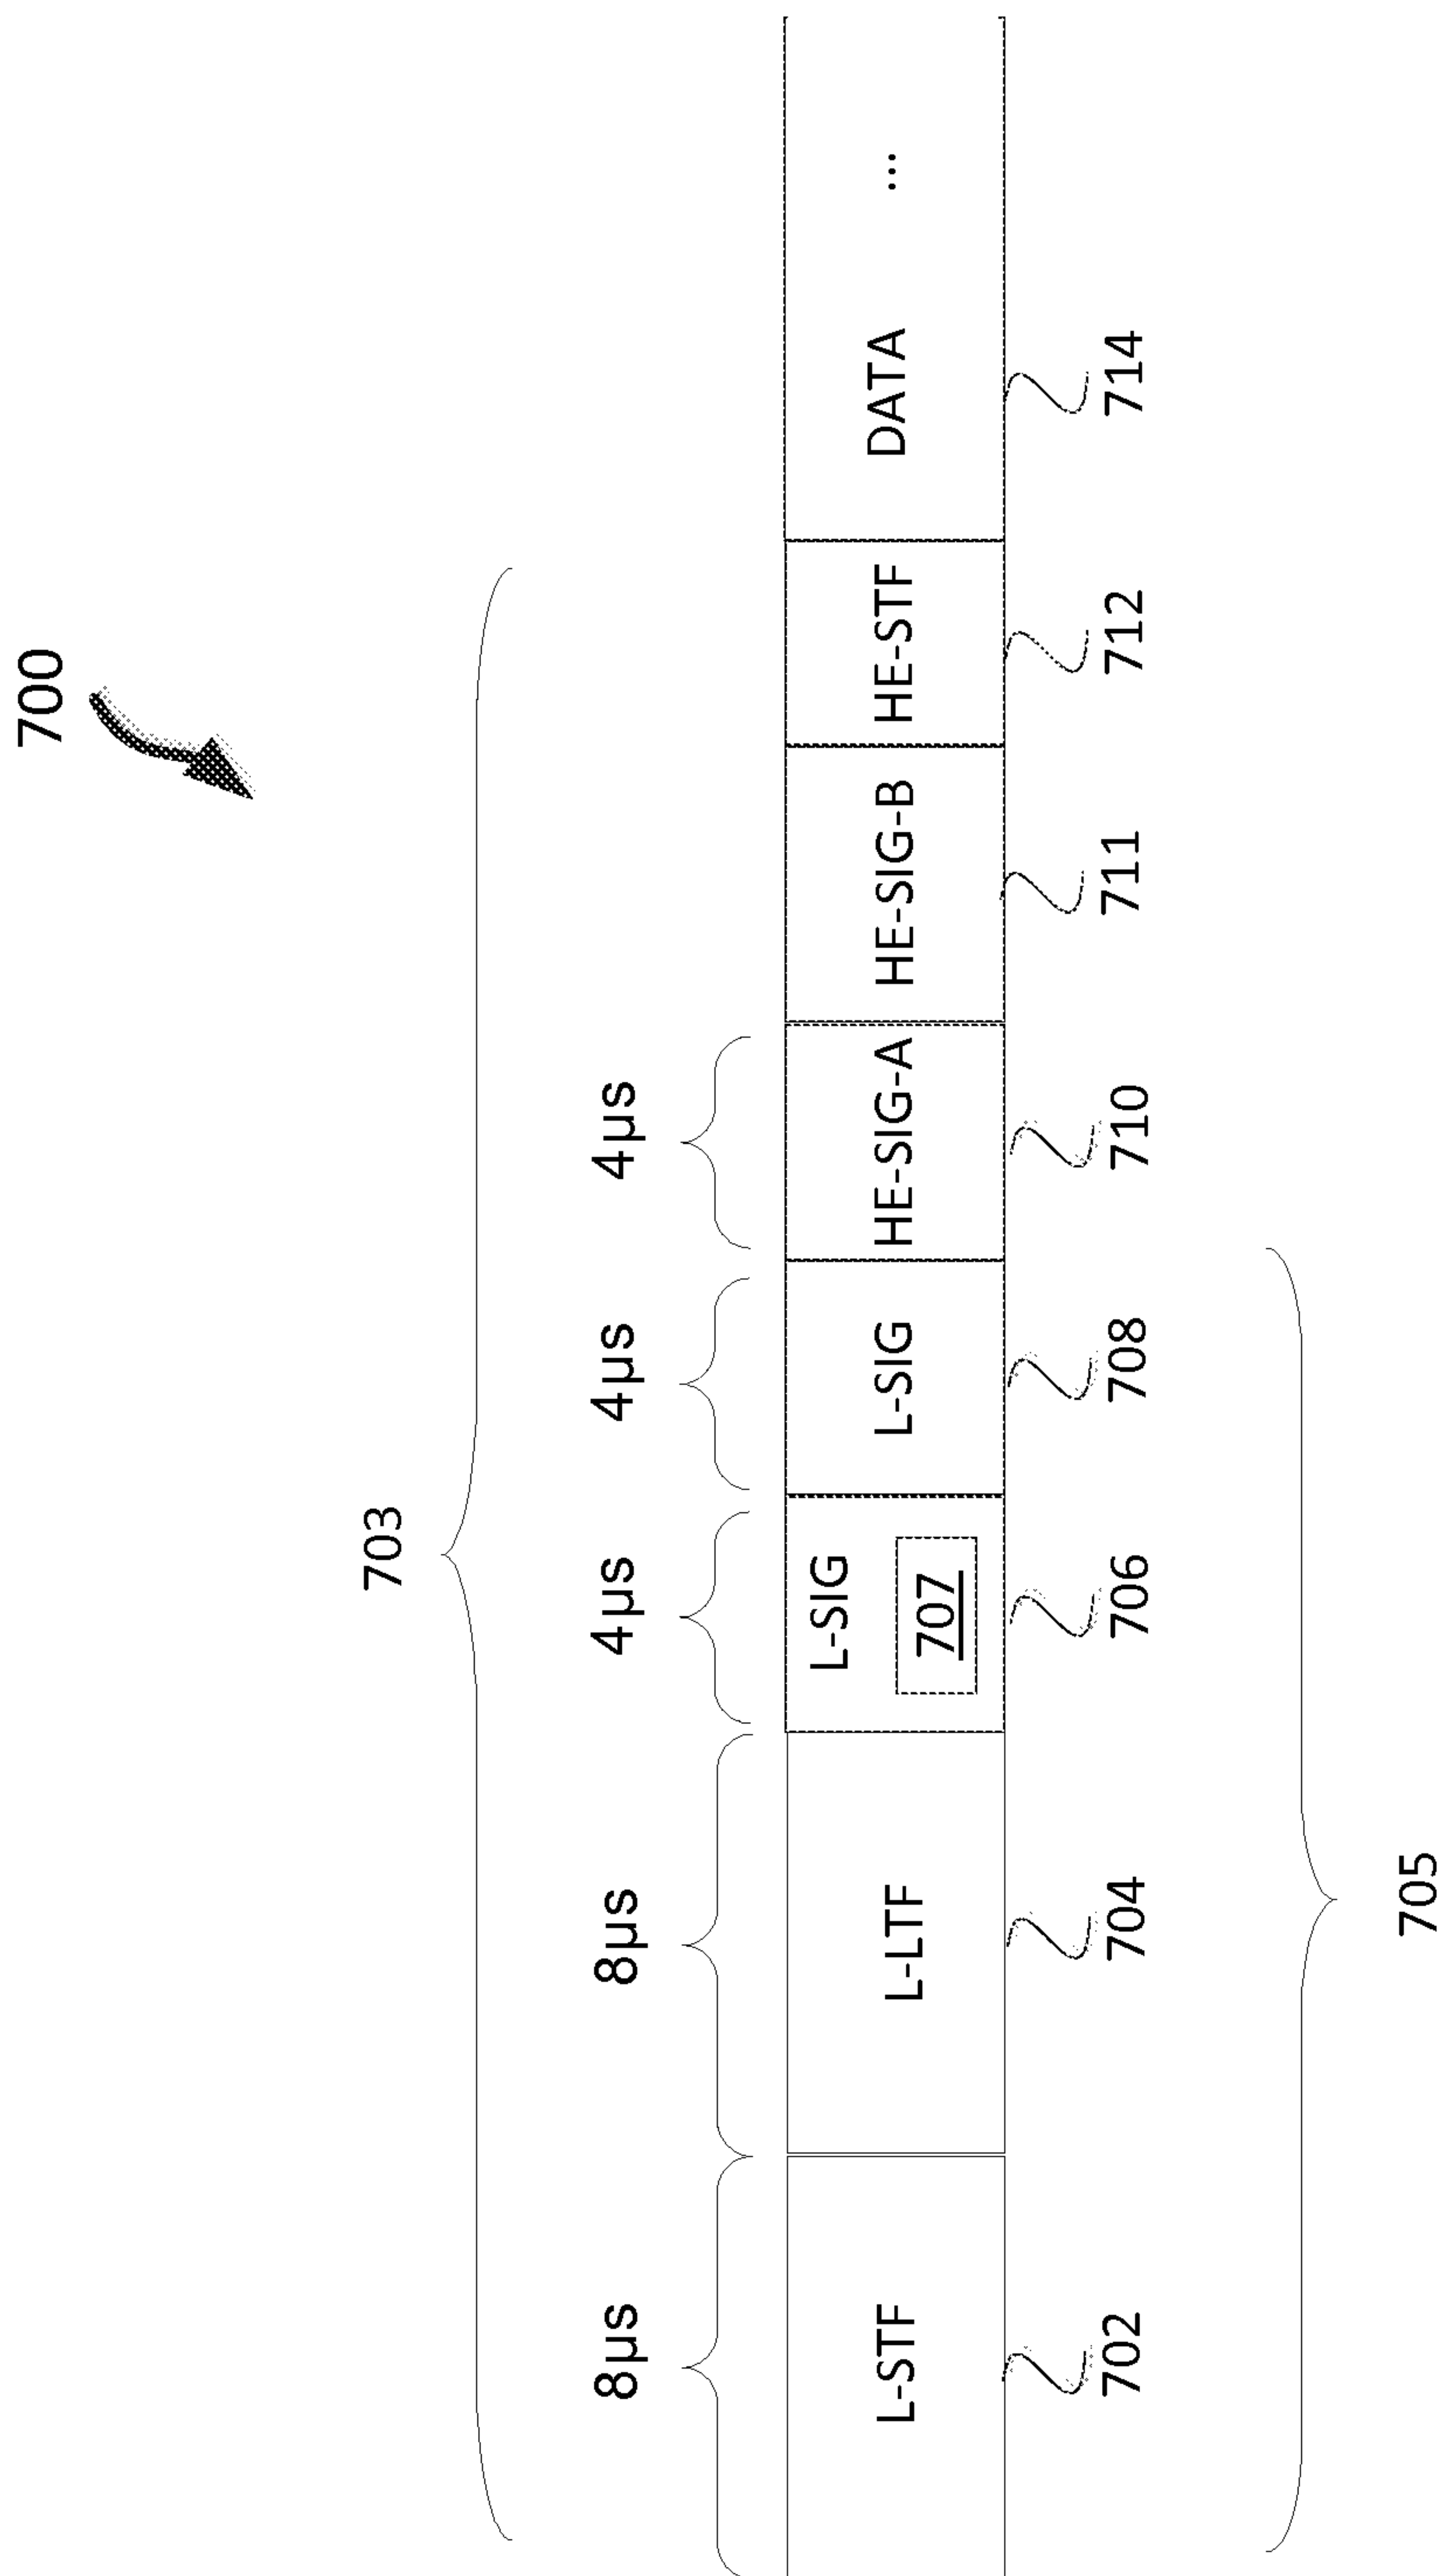 700
703
8μs
8μs
4μs
4μs
4μs
L-STF
L-LTF
L-SIG
707
L-SIG
HE-SIG-A
HE-SIG-B
HE-STF
DATA
...
702
704
706
708
710
711
712
714
705